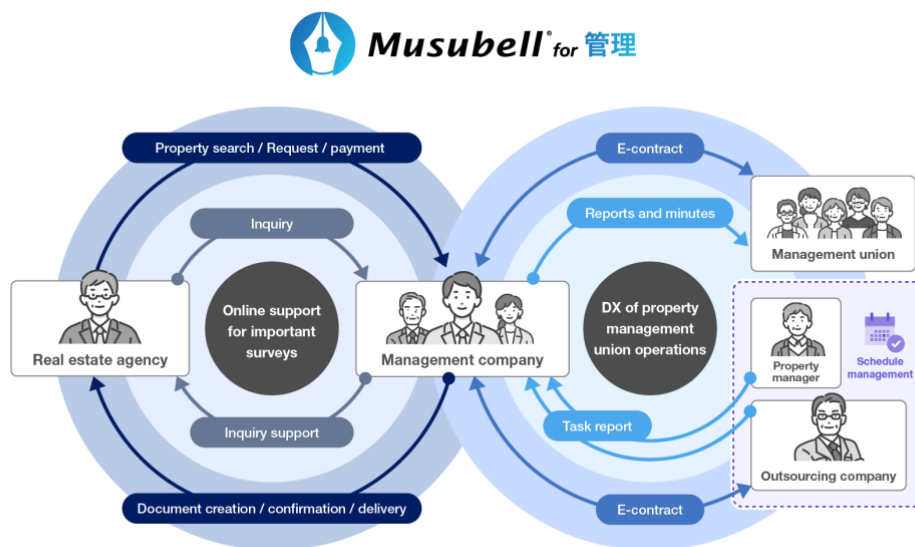 Musubell® for 管理
Property search / Request / payment
E-contract
Inquiry
Reports and minutes
Management union
Online support
for important
surveys
DX of property
management
union operations
Real estate agency
Management company
Property
manager
Schedule
management
Inquiry support
Task report
Outsourcing company
Document creation / confirmation / delivery
E-contract